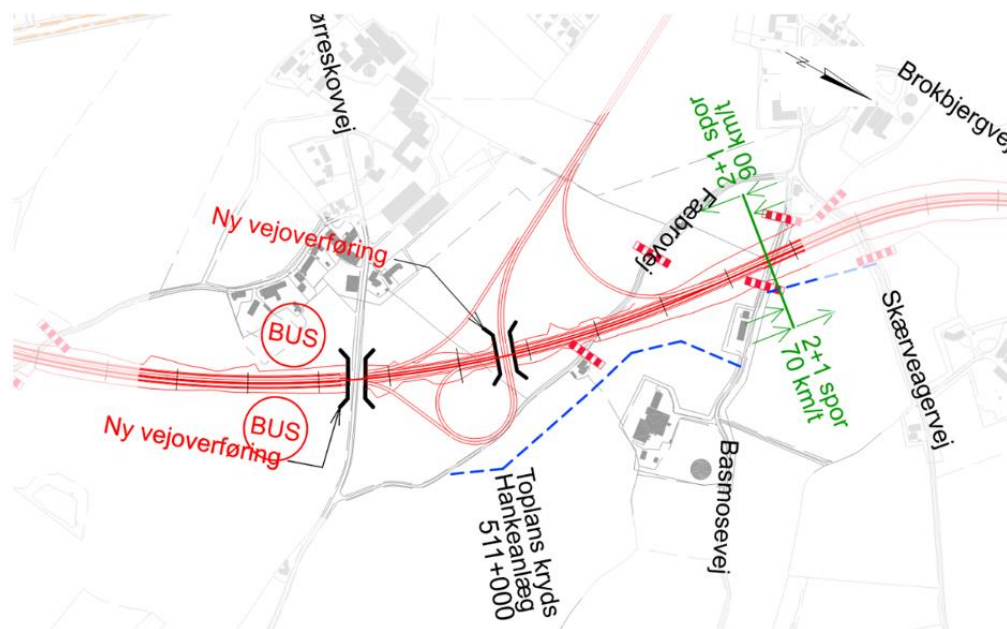 ørreskovvej
N
Brokbjergvej
2+1 spor
90 km/t
Fæbrovej
Ny vejoverføring
BUS
Skærveagervej
2+1 spor
70 km/t
BUS
Ny vejoverføring
Toplans kryds
Hankeanlæg
511+000
Basmosevej